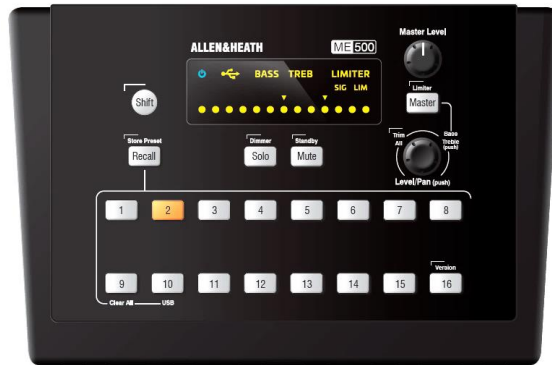 Master Level
ALLEN&HEATH ME 500
BASS TREB LIMITER
SIG LIM
Shift
Limiter
Master
Store Preset
Recall
Dimmer
Solo
Standby
Mute
Trim
All
Bass
Treble
(push)
Level/Pan (push)
1 2 3 4 5 6 7 8
Version
9 10 11 12 13 14 15 16
Clear All USB